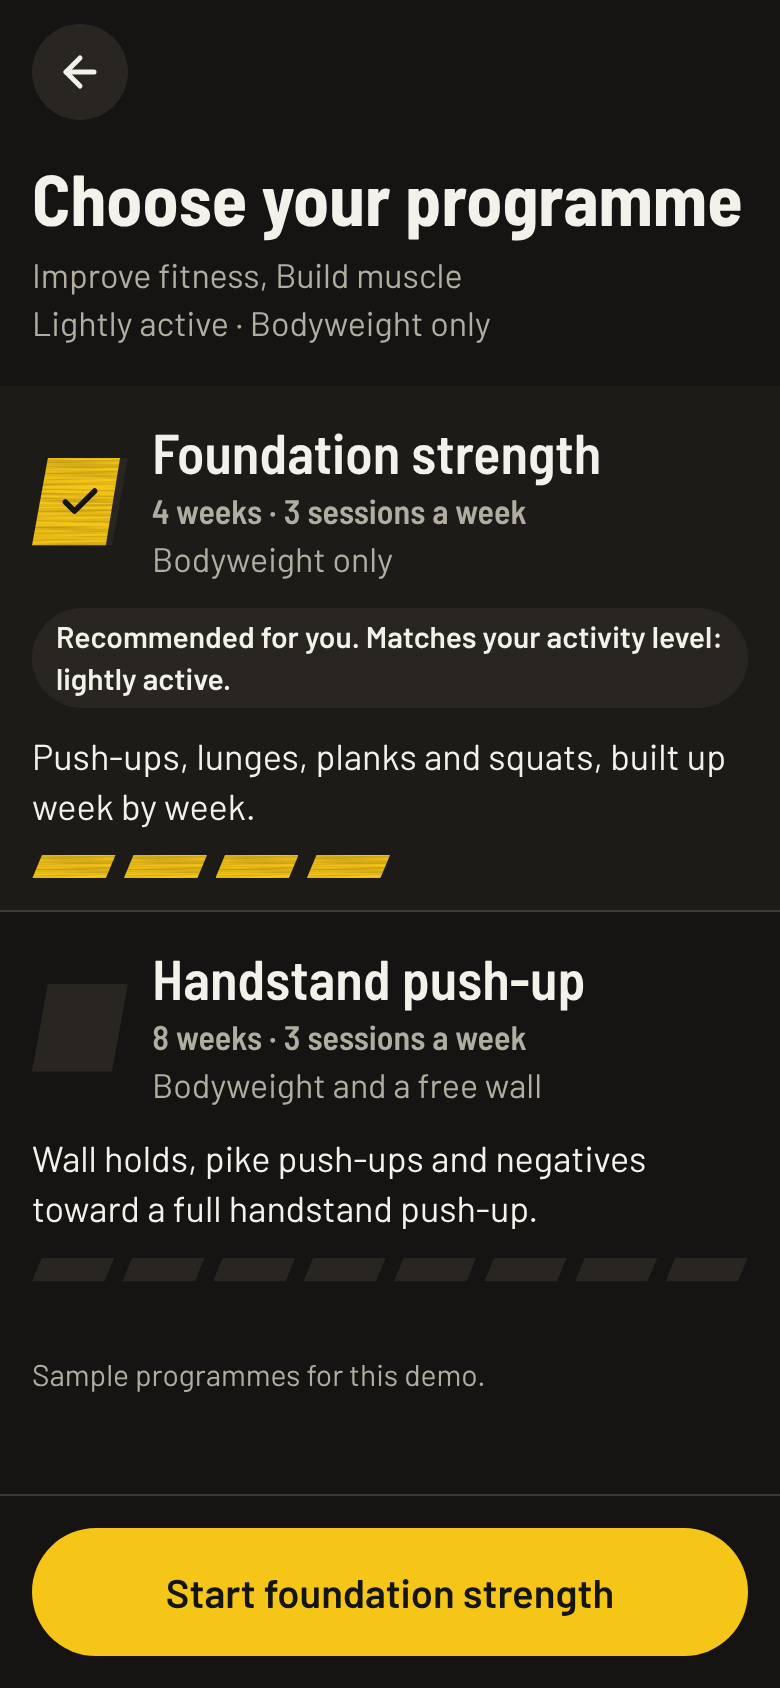 Choose your programme
Improve fitness, Build muscle
Lightly active · Bodyweight only
Foundation strength
4 weeks · 3 sessions a week
Bodyweight only
Recommended for you. Matches your activity level:
lightly active.
Push-ups, lunges, planks and squats, built up
week by week.
Handstand push-up
8 weeks · 3 sessions a week
Bodyweight and a free wall
Wall holds, pike push-ups and negatives
toward a full handstand push-up.
Sample programmes for this demo.
Start foundation strength